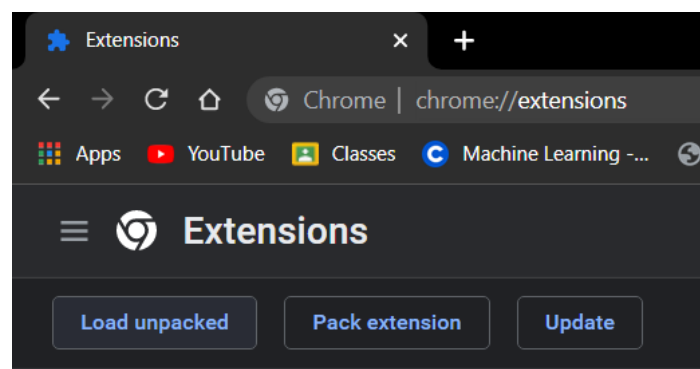 Extensions
Chrome | chrome://extensions
Apps YouTube Classes Machine Learning -...
Extensions
Load unpacked Pack extension Update